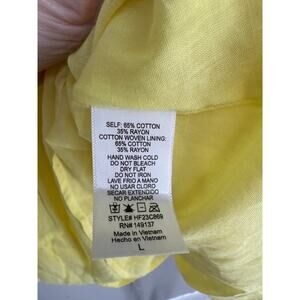 SELF: 65% COTTON
35% RAYON
COTTON WOVEN LINING:
65% COTTON
35% RAYON
HAND WASH COLD
DO NOT BLEACH
DRY FLAT
DO NOT IRON
LAVE FRIO A MANO
NO USAR CLORO
SECAR EXTENDIDO
NO PLANCHAR
STYLE# HF23C869
RN# 149137
Made in Vietnam
Hecho en Vietnam
L